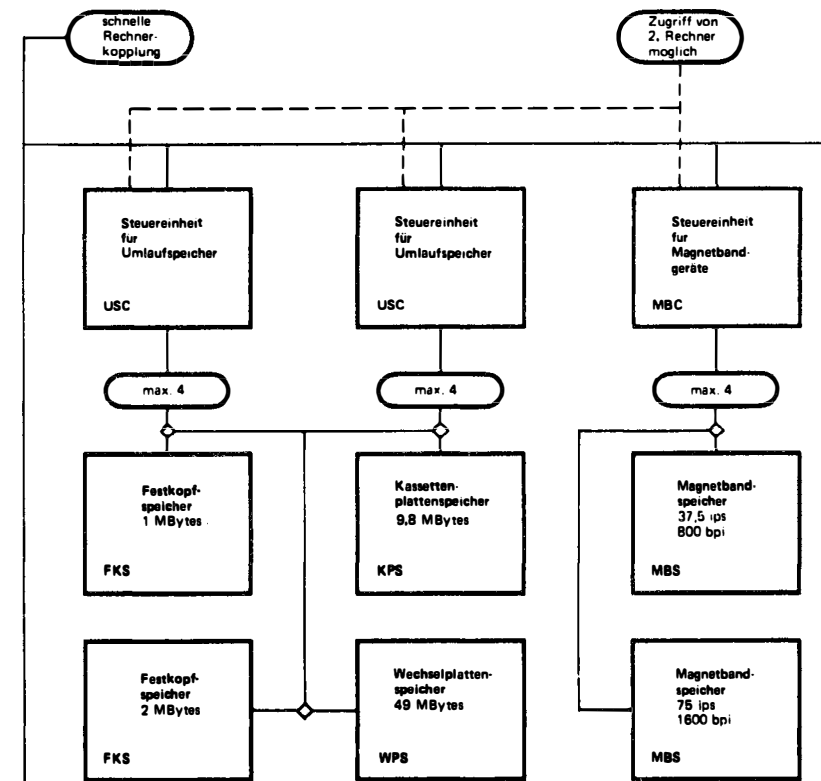 schnelle
Rechner-
kopplung
Zugriff von
2. Rechner
moglich
Steuereinheit
für
Umlaufspeicher
USC
Steuereinheit
für
Umlaufspeicher
USC
Steuereinheit
fur
Magnetband-
geräte
MBC
max. 4
max. 4
max. 4
Festkopf-
speicher
1 MBytes
FKS
Kassetten-
plattenspeicher
9,8 MBytes
KPS
Magnetband-
speicher
37,5 ips
800 bpi
MBS
Festkopf-
speicher
2 MBytes
FKS
Wechselplatten-
speicher
49 MBytes
WPS
Magnetband-
speicher
75 ips
1600 bpi
MBS